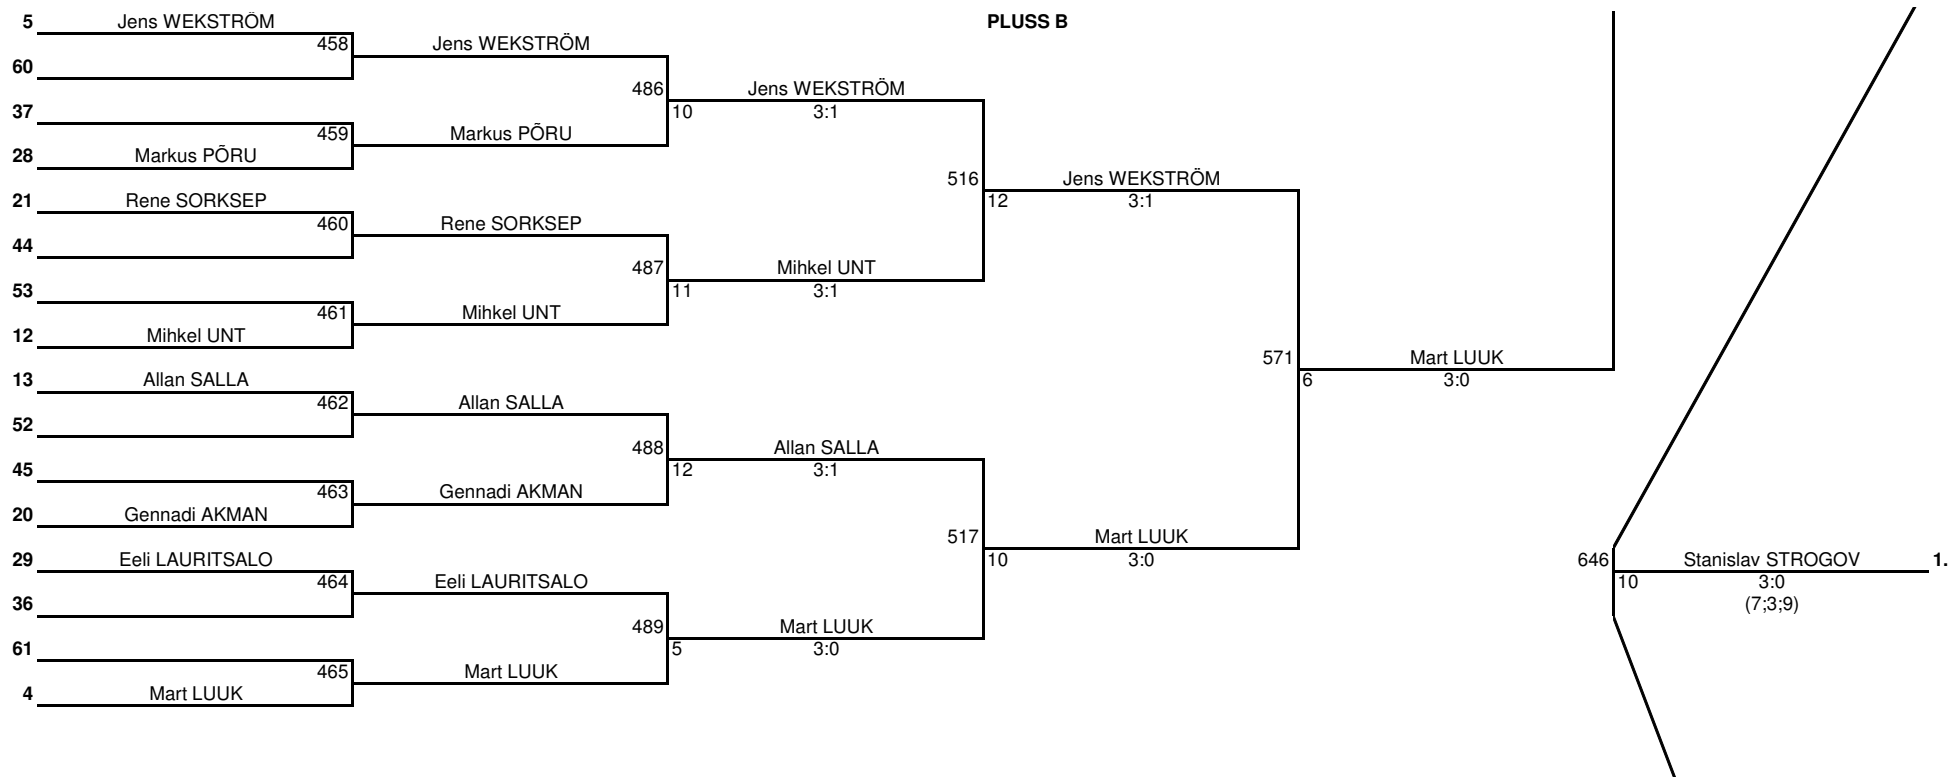 PLUSS B
5 Jens WEKSTRÖM
458 Jens WEKSTRÖM
60
486 Jens WEKSTRÖM
10 3:1
37
459 Markus PÕRU
28 Markus PÕRU
516 Jens WEKSTRÖM
12 3:1
21 Rene SORKSEP
460 Rene SORKSEP
44
487 Mihkel UNT
11 3:1
53
461 Mihkel UNT
12 Mihkel UNT
571 Mart LUUK
6 3:0
13 Allan SALLA
462 Allan SALLA
52
488 Allan SALLA
12 3:1
45
463 Gennadi AKMAN
20 Gennadi AKMAN
517 Mart LUUK
10 3:0
29 Eeli LAURITSALO
464 Eeli LAURITSALO
36
646 Stanislav STROGOV 1.
10 3:0
(7;3;9)
489 Mart LUUK
5 3:0
61
465 Mart LUUK
4 Mart LUUK